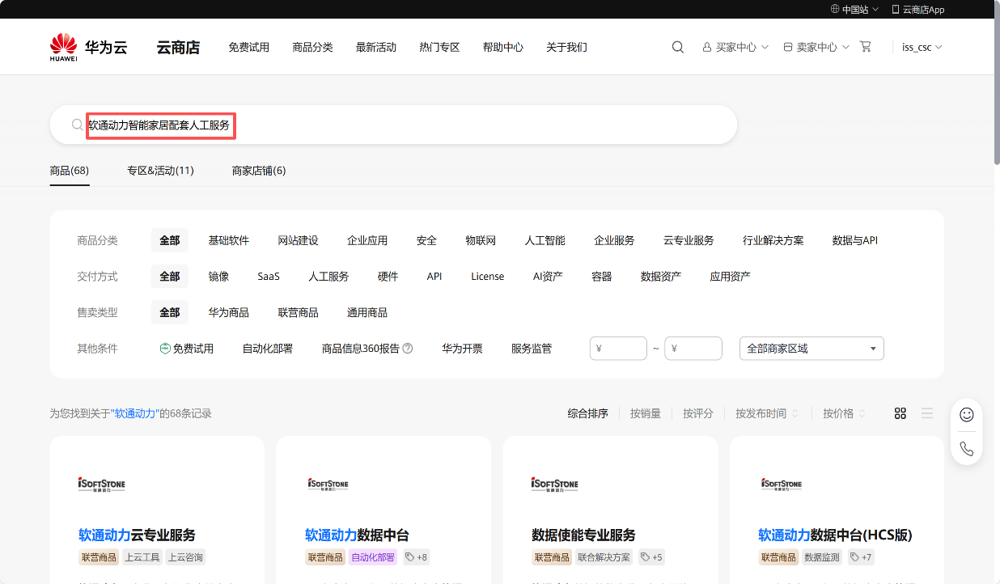 中国站 云商店App
HUAWEI 华为云 云商店 免费试用 商品分类 最新活动 热门专区 帮助中心 关于我们 买家中心 卖家中心 iss_csc
软通动力智能家居配套人工服务
商品(68) 专区&活动(11) 商家店铺(6)
商品分类 全部 基础软件 网站建设 企业应用 安全 物联网 人工智能 企业服务 云专业服务 行业解决方案 数据与API
交付方式 全部 镜像 SaaS 人工服务 硬件 API License AI资产 容器 数据资产 应用资产
售卖类型 全部 华为商品 联营商品 通用商品
其他条件 免费试用 自动化部署 商品信息360报告 ? 华为开票 服务监管 ¥ ~ ¥ 全部商家区域
为您找到关于"软通动力"的68条记录 综合排序 按销量 按评分 按发布时间 按价格
iSOFTSTONE iSOFTSTONE iSOFTSTONE iSOFTSTONE
软通动力 软通动力 软通动力 软通动力
软通动力云专业服务 软通动力数据中台 数据使能专业服务 软通动力数据中台(HCS版)
联营商品 上云工具 上云咨询 联营商品 自动化部署 +8 联营商品 联合解决方案 +5 联营商品 数据监测 +7